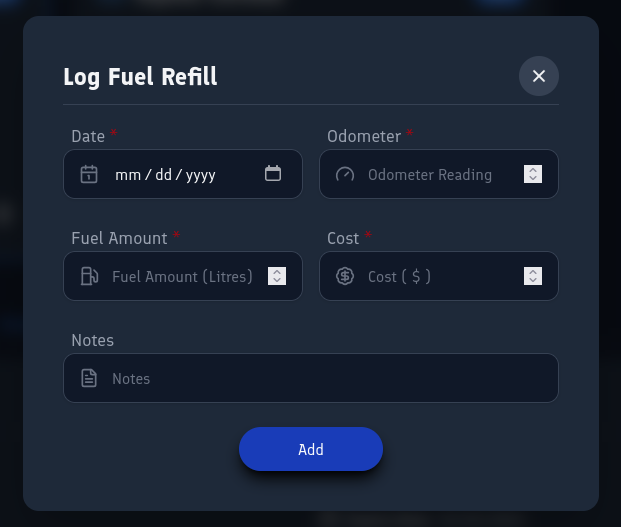 Log Fuel Refill
Date * Odometer *
mm / dd / yyyy Odometer Reading
Fuel Amount * Cost *
Fuel Amount (Litres) Cost ( $ )
Notes
Notes
Add